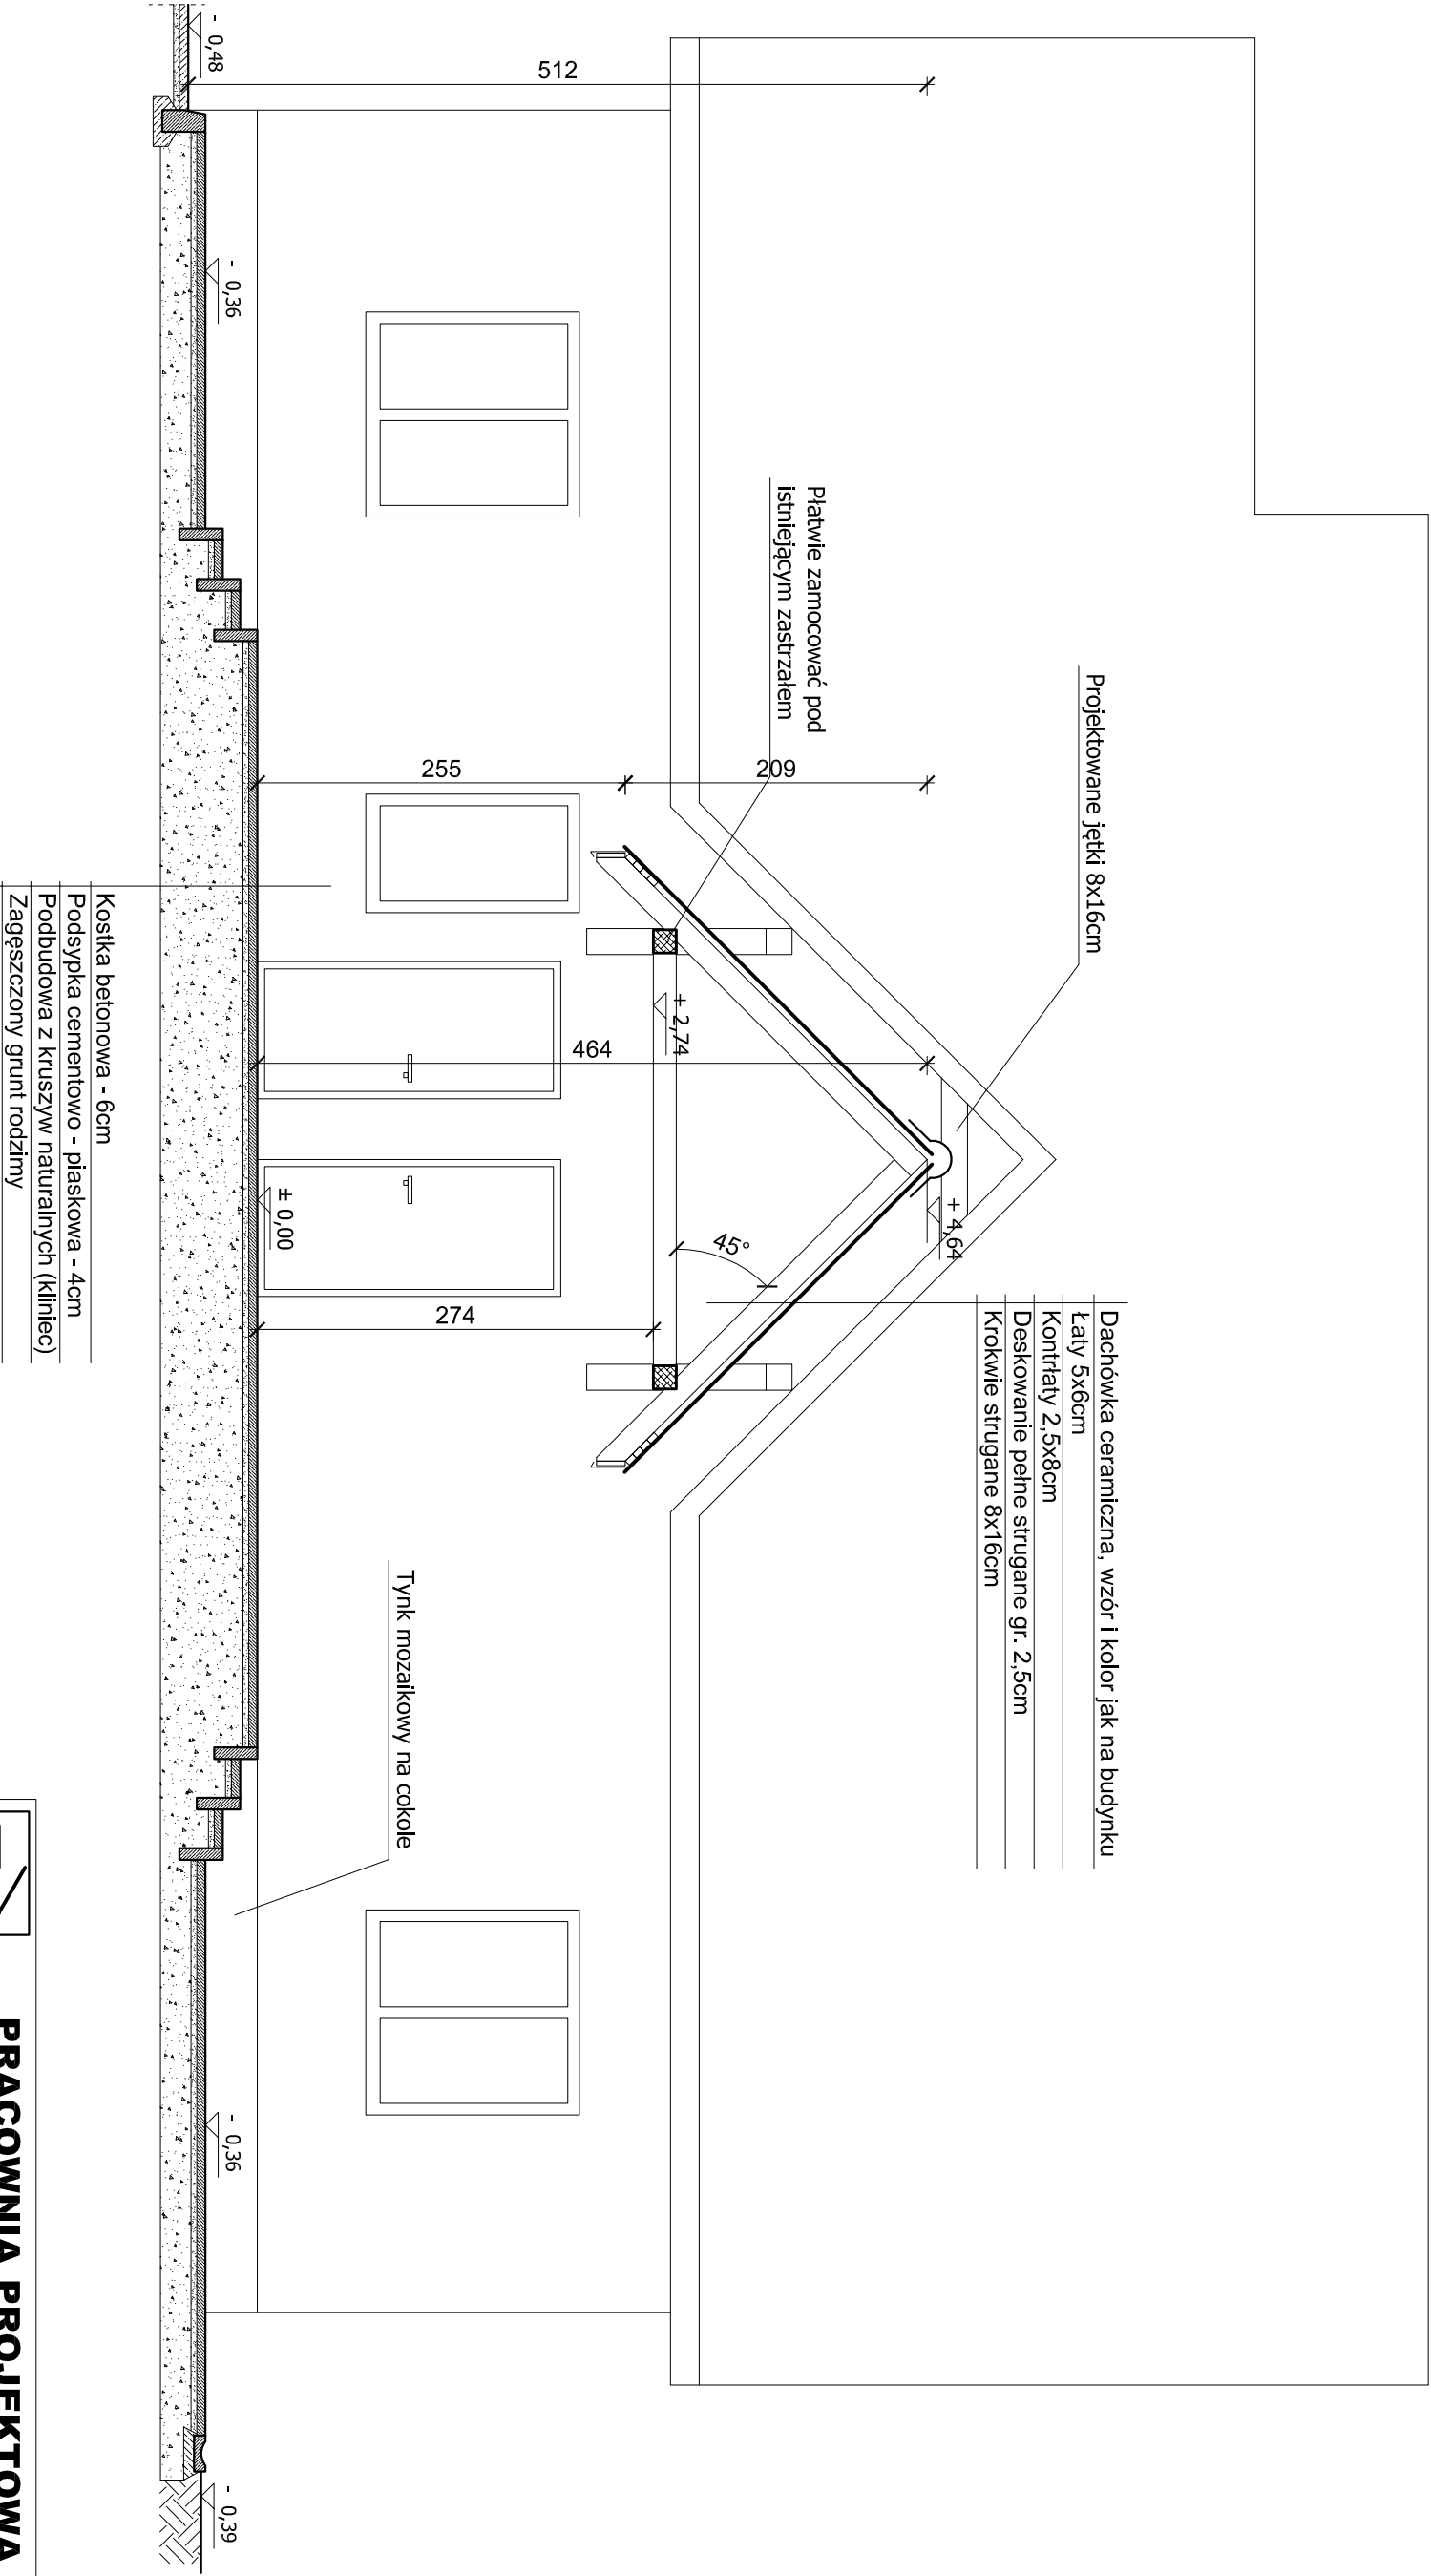 Dachówka ceramiczna, wzór i kolor jak na budynku
Łaty 5x6cm
Kontrłaty 2,5x8cm
Deskowanie pełne strugane gr. 2,5cm
Krokwie strugane 8x16cm
Projektowane jętki 8x16cm
+ 4,64
Płatwie zamocować pod
istniejącym zastrzałem
45°
209
512
+ 2,74
464
255
274
Tynk mozaikowy na cokole
± 0,00
- 0,36
- 0,36
- 0,48
- 0,39
Kostka betonowa - 6cm
Podsypka cementowo - piaskowa - 4cm
Podbudowa z kruszyw naturalnych (kliniec)
Zagęszczony grunt rodzimy
PRACOWNIA PROJEKTOWA